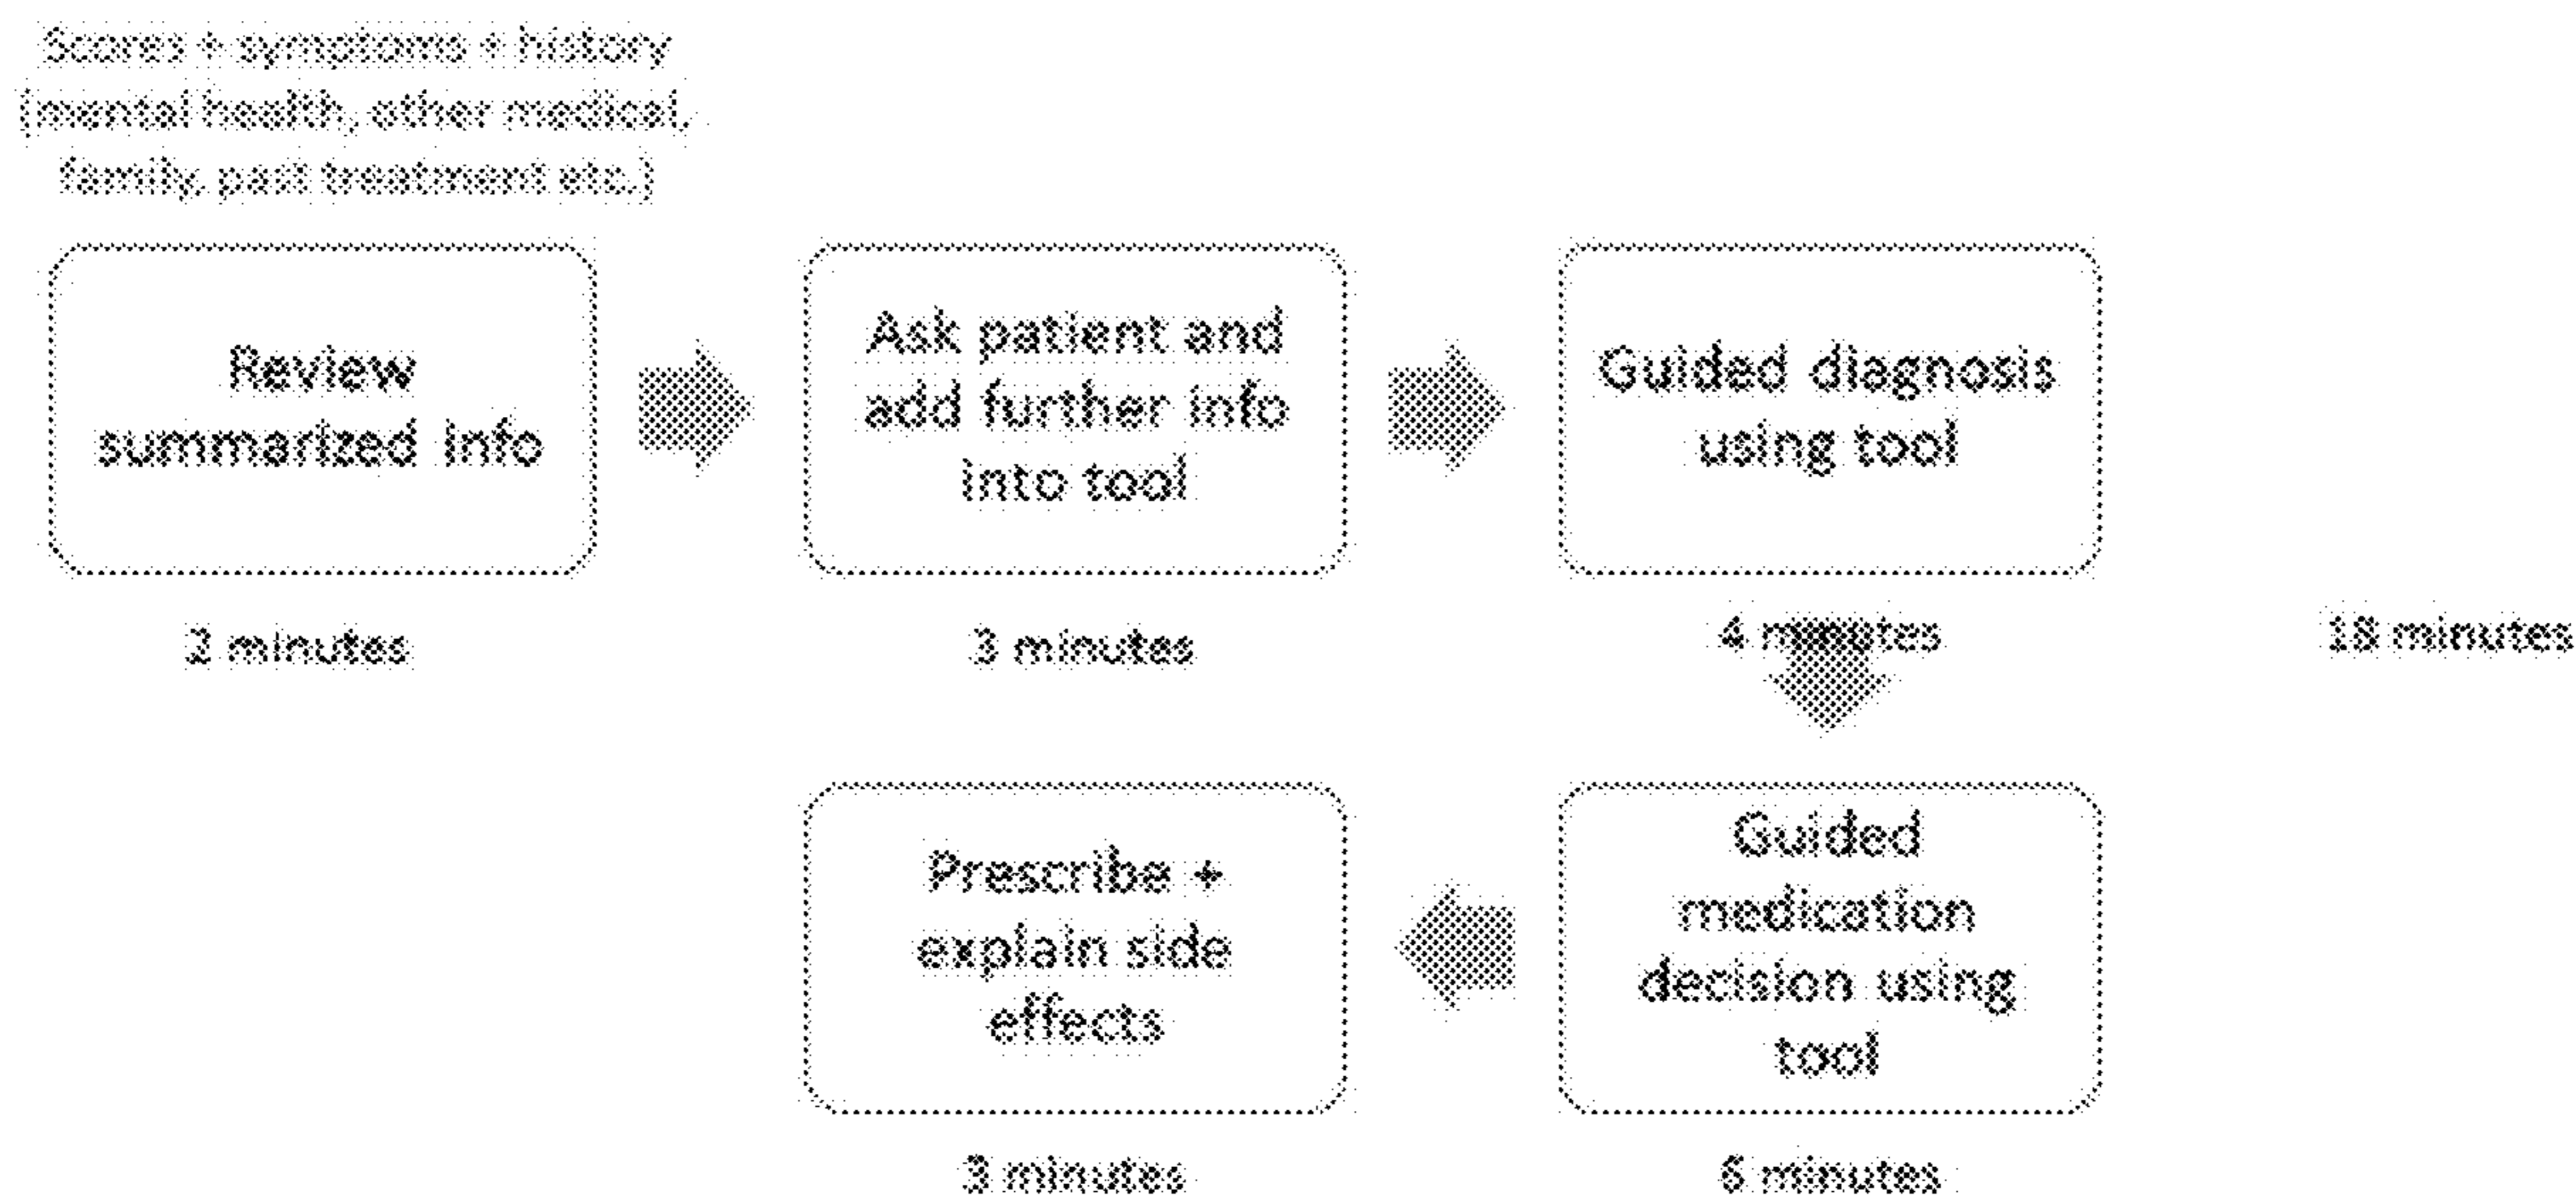 Scores + symptoms + history
(mental health, other medical,
family, past treatment etc.)
Review
summarized info
2 minutes
Ask patient and
add further info
into tool
3 minutes
Guided diagnosis
using tool
4 minutes
18 minutes
Guided
medication
decision using
tool
6 minutes
Prescribe +
explain side
effects
3 minutes